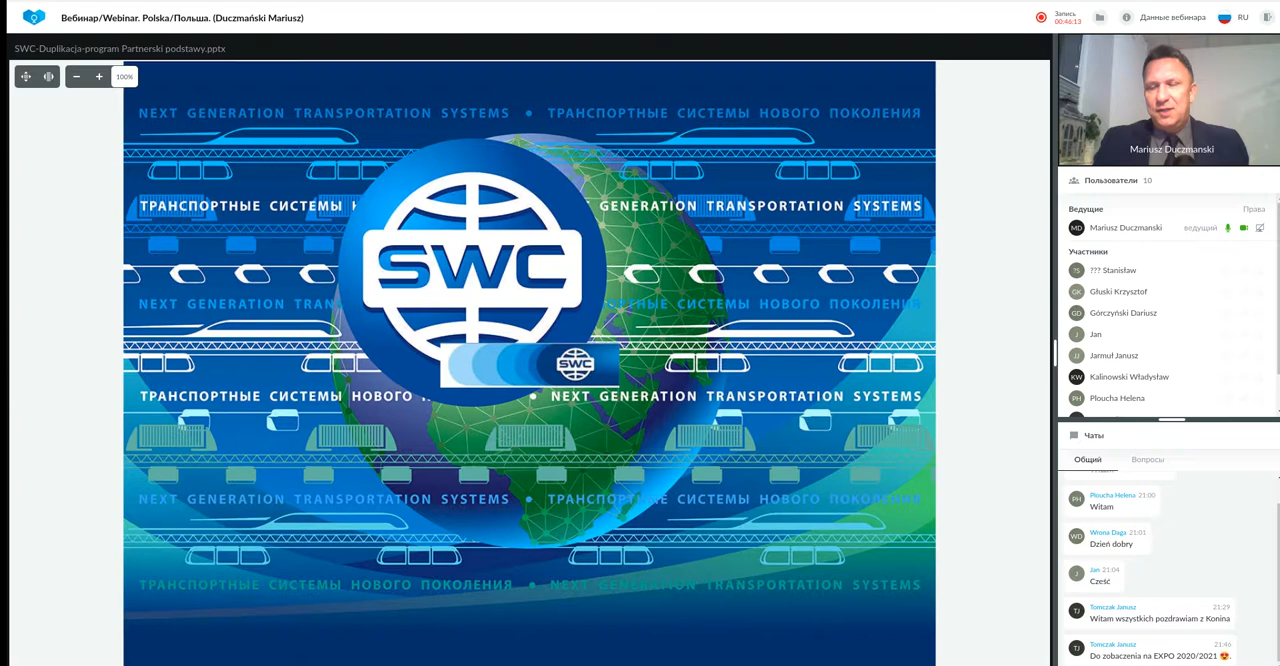 Вебинар/Webinar. Polska/Польша. (Duczmański Mariusz)
Запись
00:46:13
Данные вебинара
RU
SWC-Duplikacja-program Partnerski podstawy.pptx
100%
NEXT GENERATION TRANSPORTATION SYSTEMS • ТРАНСПОРТНЫЕ СИСТЕМЫ НОВОГО ПОКОЛЕНИЯ
ТРАНСПОРТНЫЕ СИСТЕМЫ
GENERATION TRANSPORTATION SYSTEMS
SWC
NEXT GENERATION
СИСТЕМЫ НОВОГО ПОКОЛЕНИЯ
SWC
ТРАНСПОРТНЫЕ СИСТЕМЫ НОВОГО
• NEXT GENERATION TRANSPORTATION SYSTEMS
NEXT GENERATION TRANSPORTATION SYSTEMS • ТРАНСПОРТНЫЕ СИСТЕМЫ НОВОГО ПОКОЛЕНИЯ
ТРАНСПОРТНЫЕ СИСТЕМЫ НОВОГО ПОКОЛЕНИЯ • NEXT GENERATION TRANSPORTATION SYSTEMS
Mariusz Duczmanski
Пользователи 10
Ведущие Права
MD Mariusz Duczmanski ведущий
Участники
?S ??? Stanisław
GK Głuski Krzysztof
GD Górczyński Dariusz
J Jan
JJ Jarmuł Janusz
KW Kalinowski Władysław
PH Ploucha Helena
Чаты
Общий Вопросы
PH Ploucha Helena 21:00
Witam
WD Wrona Daga 21:01
Dzień dobry
J Jan 21:04
Cześć
TJ Tomczak Janusz 21:29
Witam wszystkich pozdrawiam z Konina
TJ Tomczak Janusz 21:46
Do zobaczenia na EXPO 2020/2021 😍.